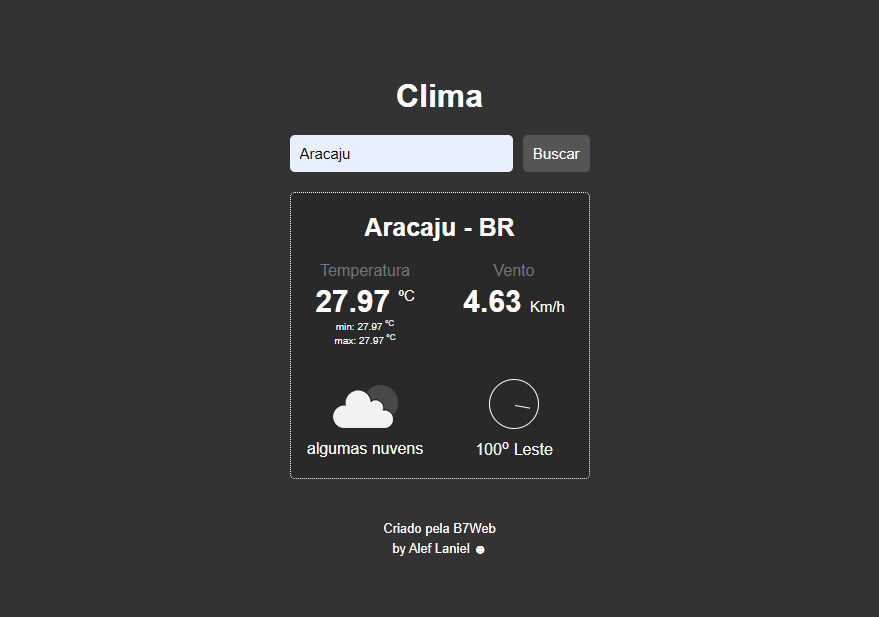 Clima
Aracaju
Buscar
Aracaju - BR
Temperatura
Vento
27.97 ºC
4.63 Km/h
min: 27.97 ºC
max: 27.97 ºC
algumas nuvens
100º Leste
Criado pela B7Web
by Alef Laniel ☻